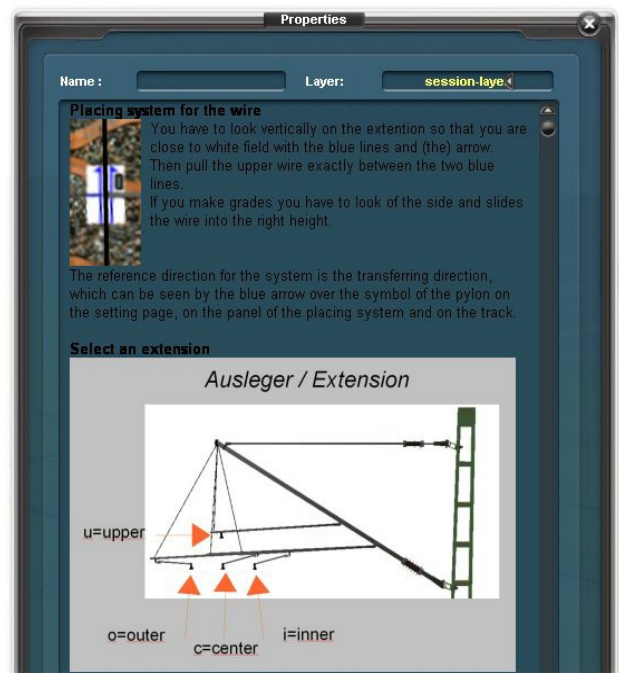 Properties
Name :
Layer:
session-laye
Placing system for the wire
You have to look vertically on the extention so that you are
close to white field with the blue lines and (the) arrow.
Then pull the upper wire exactly between the two blue
lines.
If you make grades you have to look of the side and slides
the wire into the right height.
The reference direction for the system is the transferring direction,
which can be seen by the blue arrow over the symbol of the pylon on
the setting page, on the panel of the placing system and on the track.
Select an extension
Ausleger / Extension
u=upper
o=outer
c=center
i=inner